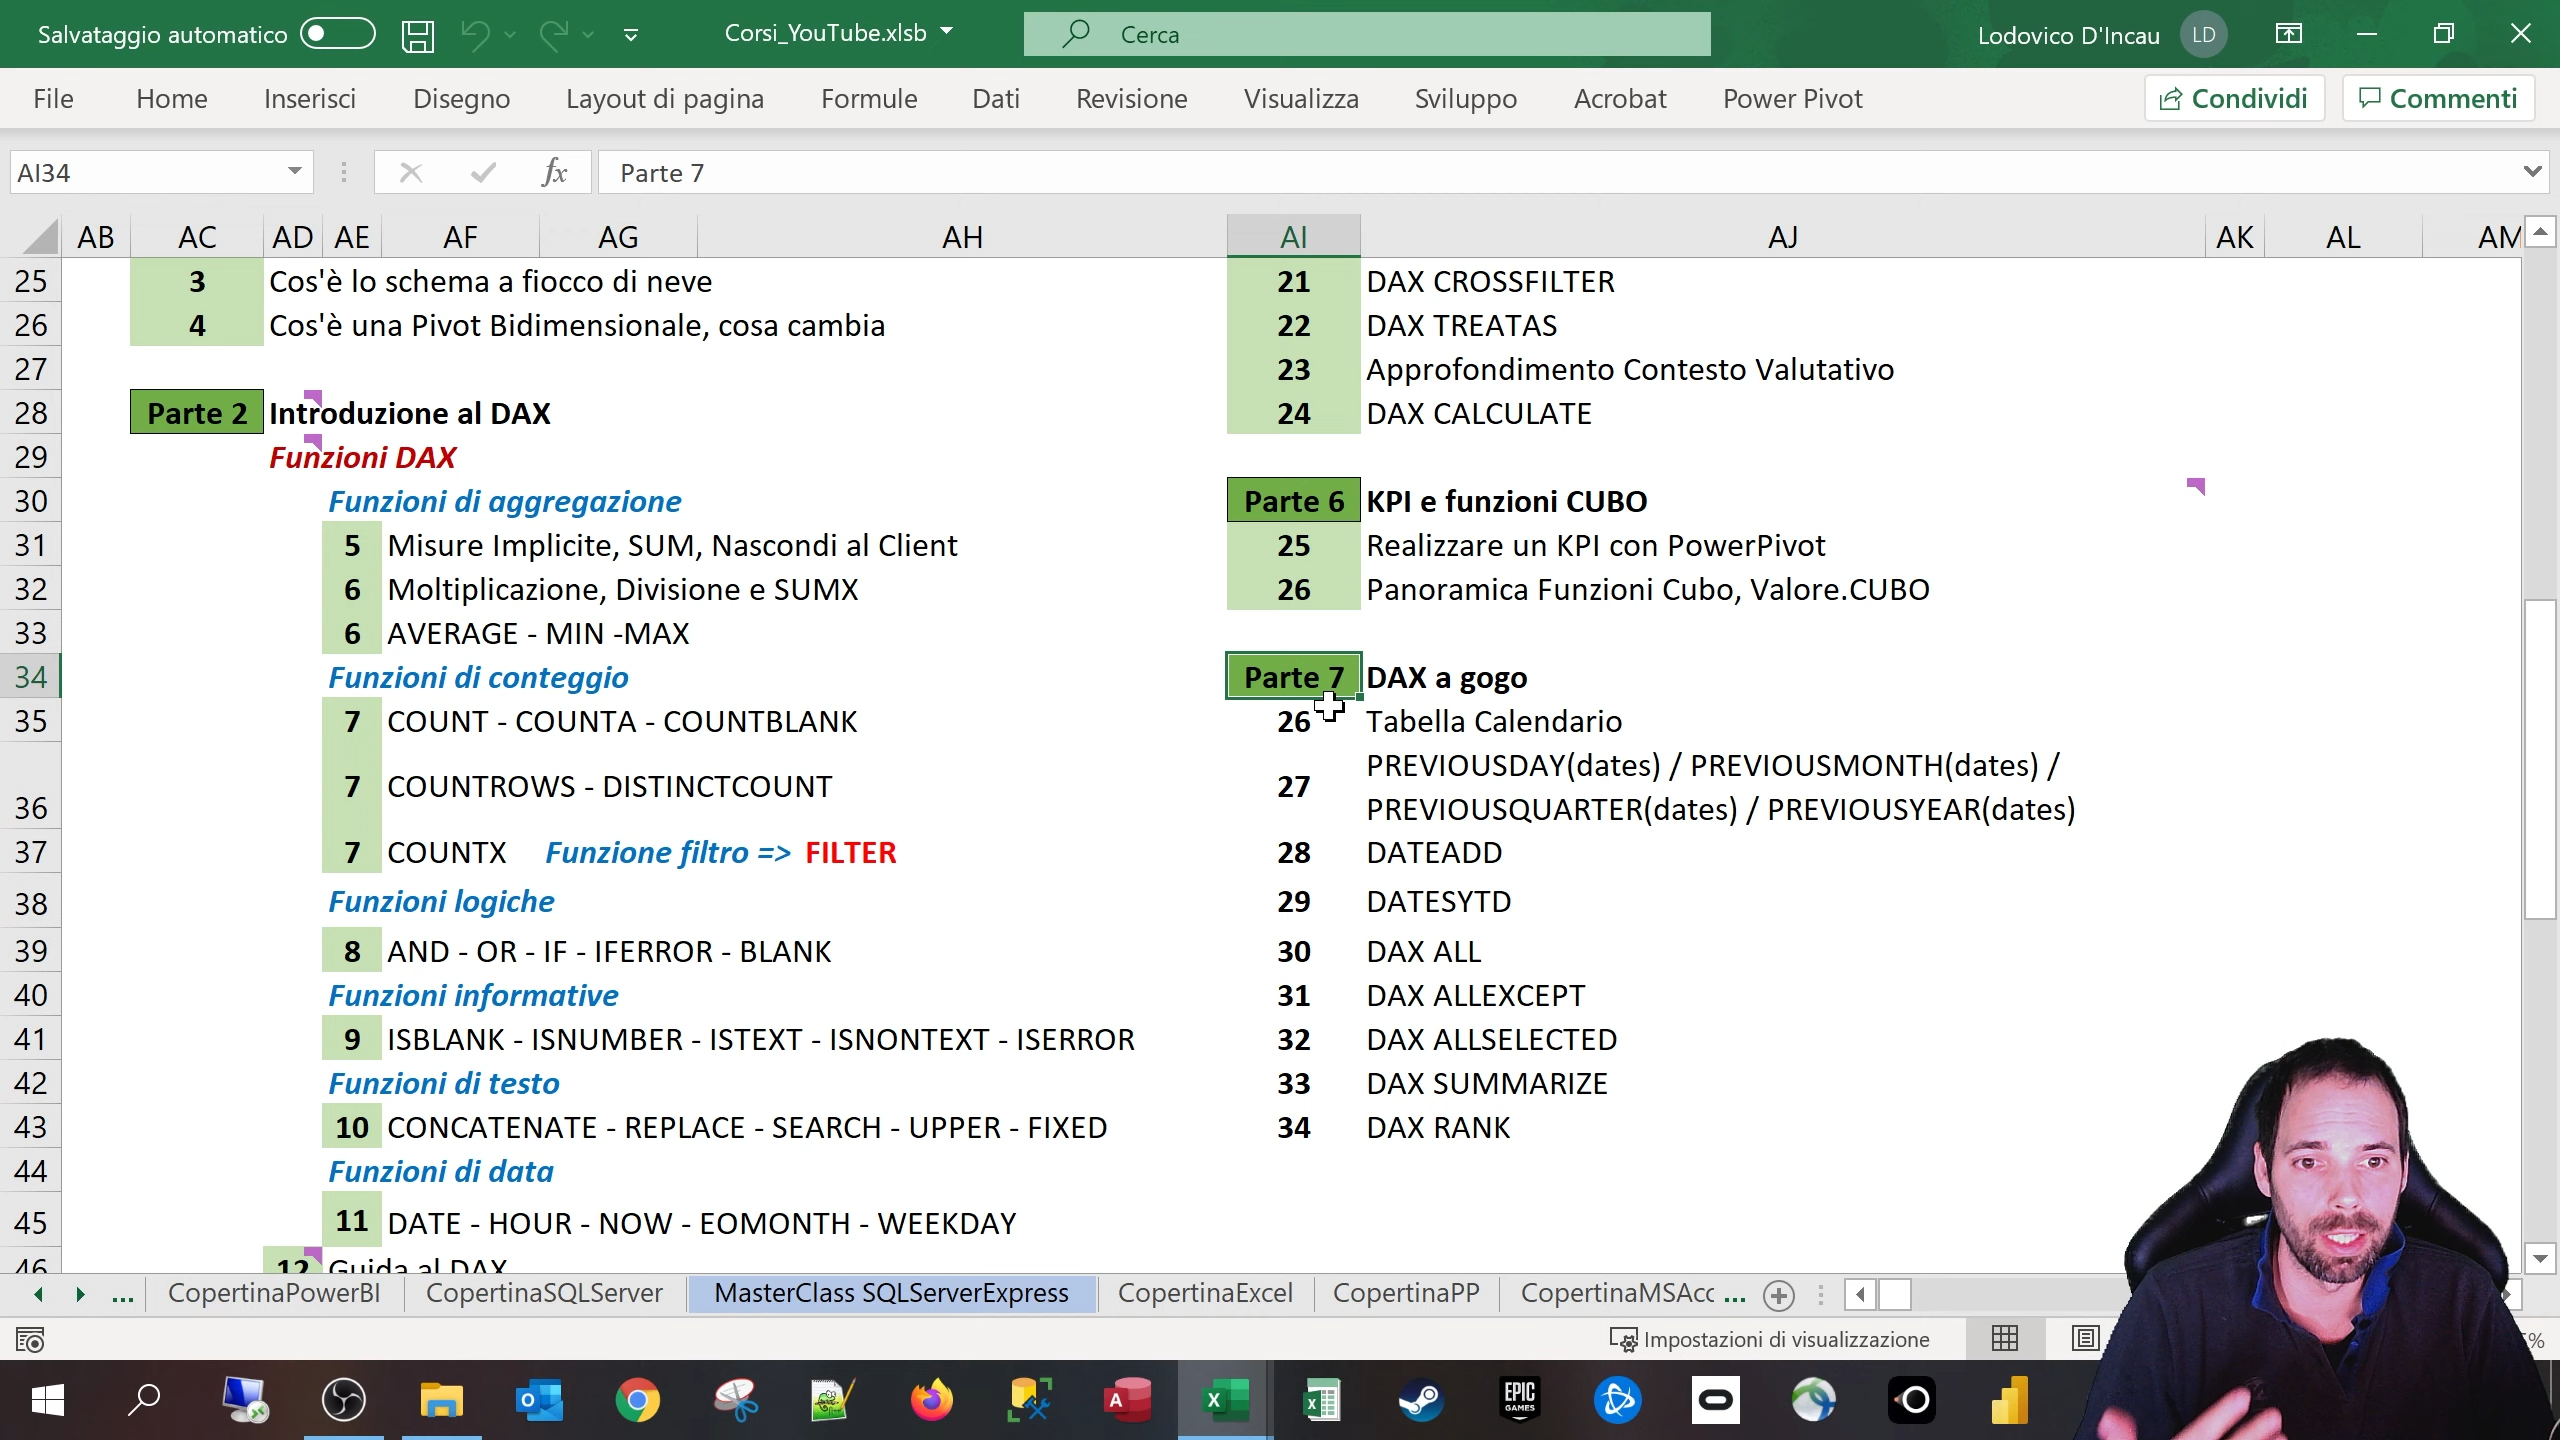 Salvataggio automatico
Corsi_YouTube.xlsb
Cerca
Lodovico D'Incau
LD
File
Home
Inserisci
Disegno
Layout di pagina
Formule
Dati
Revisione
Visualizza
Sviluppo
Acrobat
Power Pivot
Condividi
Commenti
AI34
fx
Parte 7
AB AC AD AE AF AG AH AI AJ AK AL AM
25 3 Cos'è lo schema a fiocco di neve 21 DAX CROSSFILTER
26 4 Cos'è una Pivot Bidimensionale, cosa cambia 22 DAX TREATAS
27 23 Approfondimento Contesto Valutativo
28 Parte 2 Introduzione al DAX 24 DAX CALCULATE
29 Funzioni DAX
30 Funzioni di aggregazione Parte 6 KPI e funzioni CUBO
31 5 Misure Implicite, SUM, Nascondi al Client 25 Realizzare un KPI con PowerPivot
32 6 Moltiplicazione, Divisione e SUMX 26 Panoramica Funzioni Cubo, Valore.CUBO
33 6 AVERAGE - MIN -MAX
34 Funzioni di conteggio Parte 7 DAX a gogo
35 7 COUNT - COUNTA - COUNTBLANK 26 Tabella Calendario
36 7 COUNTROWS - DISTINCTCOUNT 27 PREVIOUSDAY(dates) / PREVIOUSMONTH(dates) /
PREVIOUSQUARTER(dates) / PREVIOUSYEAR(dates)
37 7 COUNTX Funzione filtro => FILTER 28 DATEADD
38 Funzioni logiche 29 DATESYTD
39 8 AND - OR - IF - IFERROR - BLANK 30 DAX ALL
40 Funzioni informative 31 DAX ALLEXCEPT
41 9 ISBLANK - ISNUMBER - ISTEXT - ISNONTEXT - ISERROR 32 DAX ALLSELECTED
42 Funzioni di testo 33 DAX SUMMARIZE
43 10 CONCATENATE - REPLACE - SEARCH - UPPER - FIXED 34 DAX RANK
44 Funzioni di data
45 11 DATE - HOUR - NOW - EOMONTH - WEEKDAY
46 12 Guida al DAX
... CopertinaPowerBI CopertinaSQLServer MasterClass SQLServerExpress CopertinaExcel CopertinaPP CopertinaMSAcc ...
Impostazioni di visualizzazione
%
EPIC
GAMES